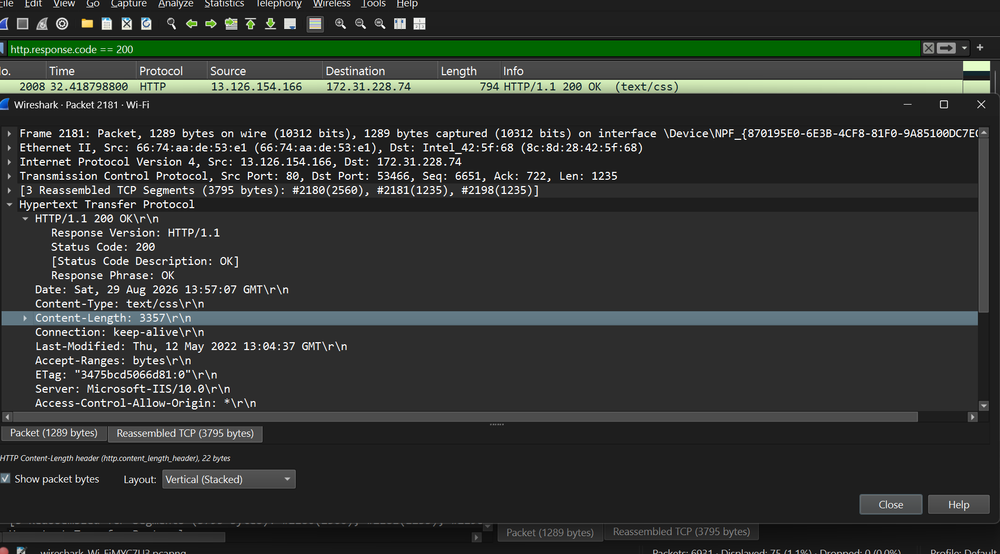 File Edit View Go Capture Analyze Statistics Telephony Wireless Tools Help
http.response.code == 200
No. Time Protocol Source Destination Length Info
2008 32.418798800 HTTP 13.126.154.166 172.31.228.74 794 HTTP/1.1 200 OK (text/css)
Wireshark · Packet 2181 · Wi-Fi
Frame 2181: Packet, 1289 bytes on wire (10312 bits), 1289 bytes captured (10312 bits) on interface \Device\NPF_{870195E0-6E3B-4CF8-81F0-9A85100DC7E
Ethernet II, Src: 66:74:aa:de:53:e1 (66:74:aa:de:53:e1), Dst: Intel_42:5f:68 (8c:8d:28:42:5f:68)
Internet Protocol Version 4, Src: 13.126.154.166, Dst: 172.31.228.74
Transmission Control Protocol, Src Port: 80, Dst Port: 53466, Seq: 6651, Ack: 722, Len: 1235
[3 Reassembled TCP Segments (3795 bytes): #2180(2560), #2181(1235), #2198(1235)]
Hypertext Transfer Protocol
HTTP/1.1 200 OK\r\n
Response Version: HTTP/1.1
Status Code: 200
[Status Code Description: OK]
Response Phrase: OK
Date: Sat, 29 Aug 2026 13:57:07 GMT\r\n
Content-Type: text/css\r\n
Content-Length: 3357\r\n
Connection: keep-alive\r\n
Last-Modified: Thu, 12 May 2022 13:04:37 GMT\r\n
Accept-Ranges: bytes\r\n
ETag: "3475bcd5066d81:0"\r\n
Server: Microsoft-IIS/10.0\r\n
Access-Control-Allow-Origin: *\r\n
Packet (1289 bytes) Reassembled TCP (3795 bytes)
HTTP Content-Length header (http.content_length_header), 22 bytes
Show packet bytes Layout: Vertical (Stacked)
Close Help
Packet (1289 bytes) Reassembled TCP (3795 bytes)
Packets: 6931 · Displayed: 75 (1.1%) · Dropped: 0 (0.0%) Profile: Default